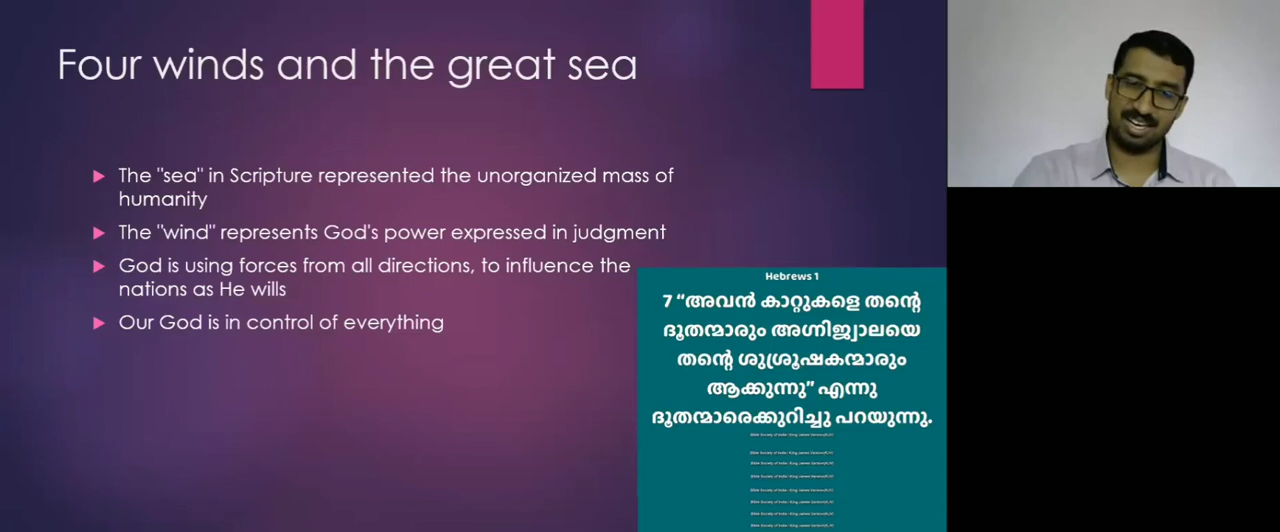 Four winds and the great sea
The "sea" in Scripture represented the unorganized mass of
humanity
The "wind" represents God's power expressed in judgment
God is using forces from all directions, to influence the
nations as He wills
Our God is in control of everything
Hebrews 1
7 “അവൻ കാറ്റുകളെ തന്റെ
ദൂതന്മാരും അഗ്നിജ്വാലയെ
തന്റെ ശുശ്രൂഷകന്മാരും
ആക്കുന്നു” എന്നു
ദൂതന്മാരെക്കുറിച്ചു പറയുന്നു.